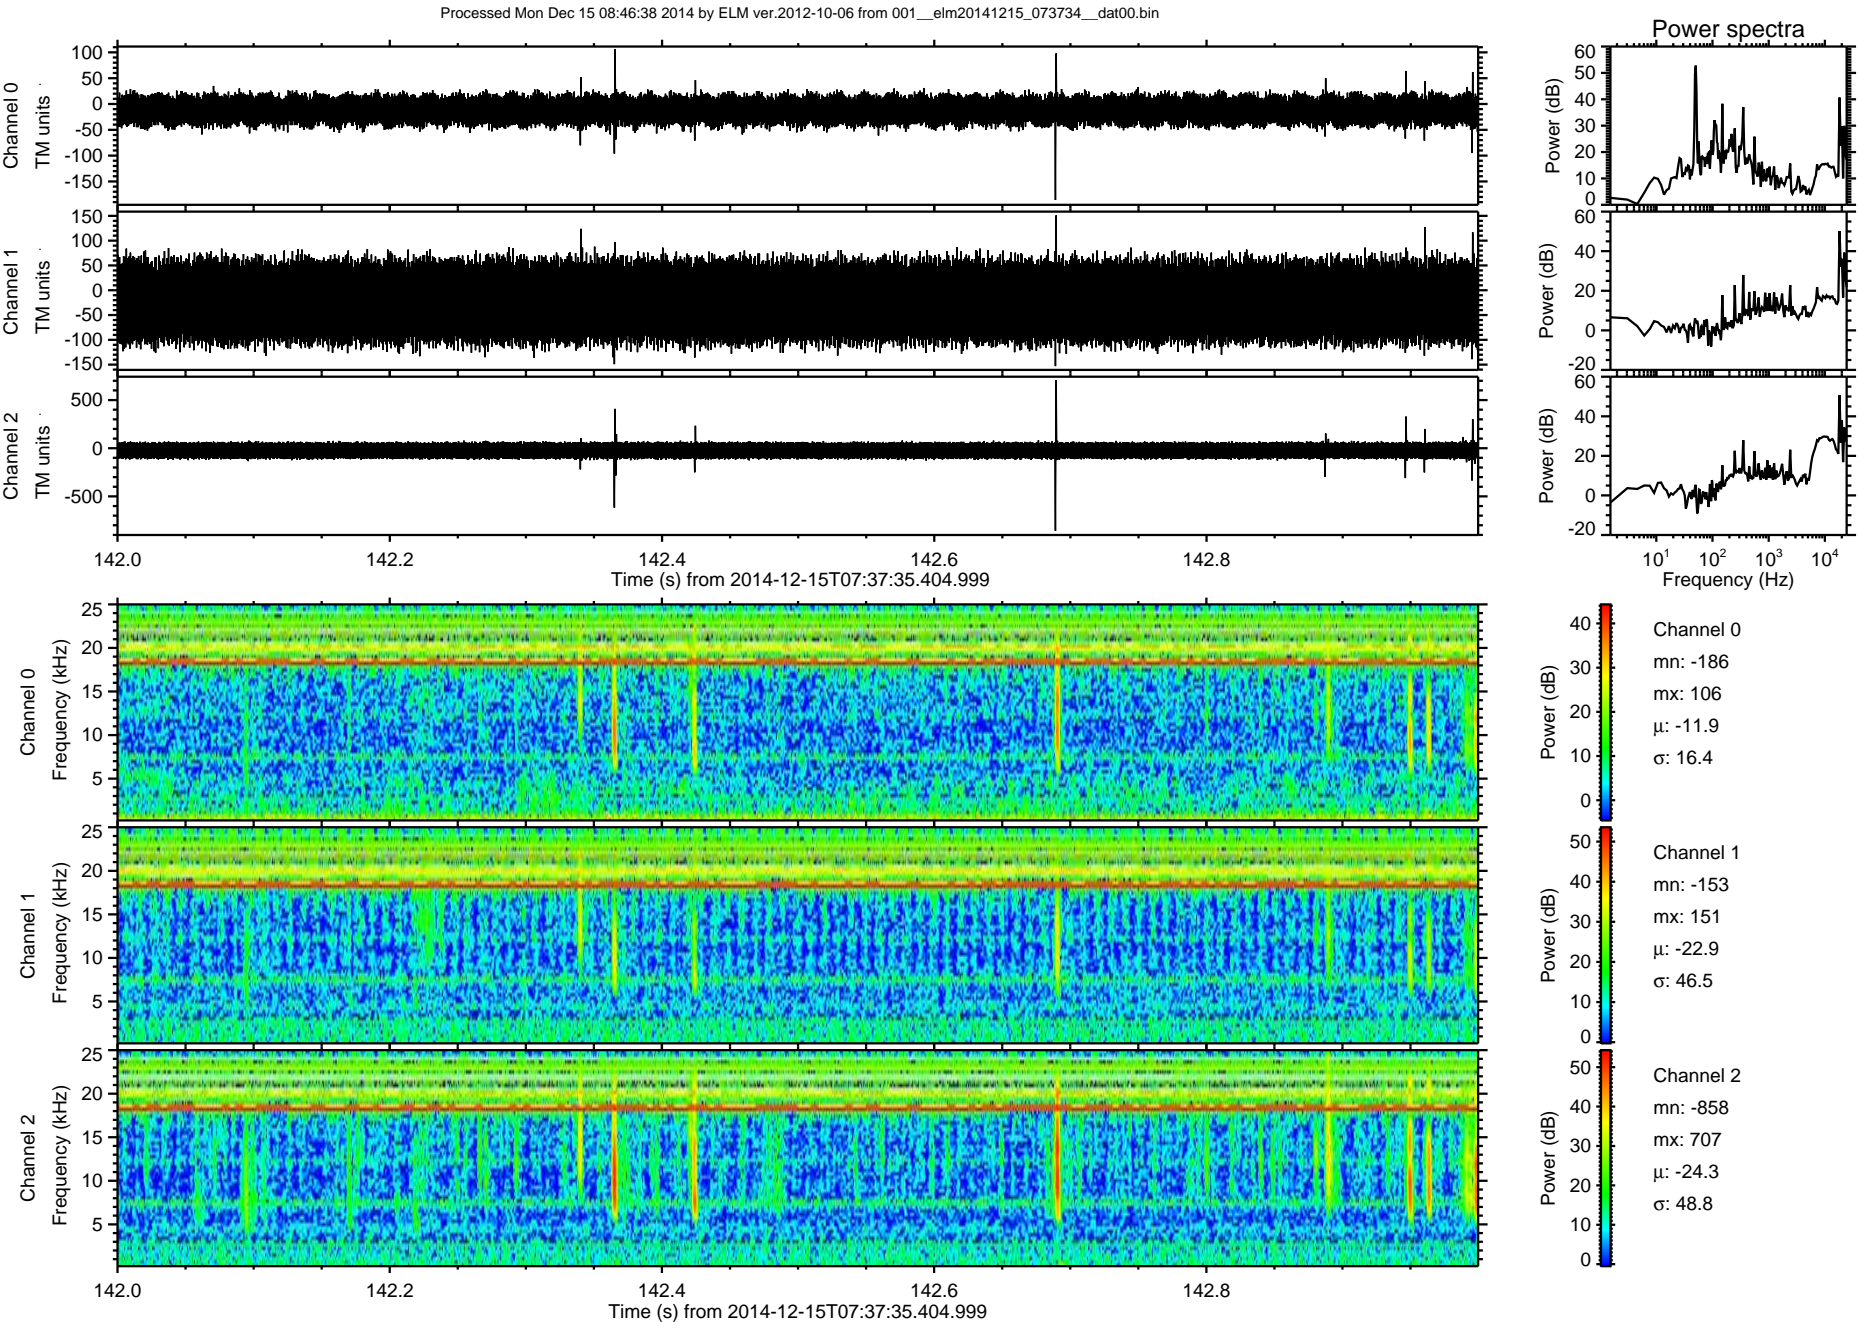 Processed Mon Dec 15 08:46:38 2014 by ELM ver.2012-10-06 from 001__elm20141215_073734__dat00.bin
Power spectra
Channel 0
TM units
100
50
0
-50
-100
-150
Power (dB)
60
50
40
30
20
10
0
Channel 1
TM units
150
100
50
0
-50
-100
-150
Power (dB)
60
40
20
0
-20
Channel 2
TM units
500
0
-500
Power (dB)
60
40
20
0
-20
142.0 142.2 142.4 142.6 142.8
Time (s) from 2014-12-15T07:37:35.404.999
10¹ 10² 10³ 10⁴
Frequency (Hz)
Channel 0
Frequency (kHz)
25
20
15
10
5
Power (dB)
40
30
20
10
0
Channel 0
mn: -186
mx: 106
μ: -11.9
σ: 16.4
Channel 1
Frequency (kHz)
25
20
15
10
5
Power (dB)
50
40
30
20
10
0
Channel 1
mn: -153
mx: 151
μ: -22.9
σ: 46.5
Channel 2
Frequency (kHz)
25
20
15
10
5
Power (dB)
50
40
30
20
10
0
Channel 2
mn: -858
mx: 707
μ: -24.3
σ: 48.8
142.0 142.2 142.4 142.6 142.8
Time (s) from 2014-12-15T07:37:35.404.999